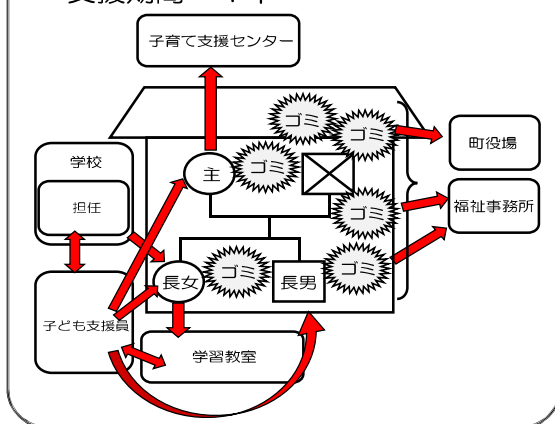 子育て支援センター
ゴミ
ゴミ
町役場
学校
主
ゴミ
担任
ゴミ
福祉事務所
長女
ゴミ
長男
ゴミ
子ども支援員
学習教室